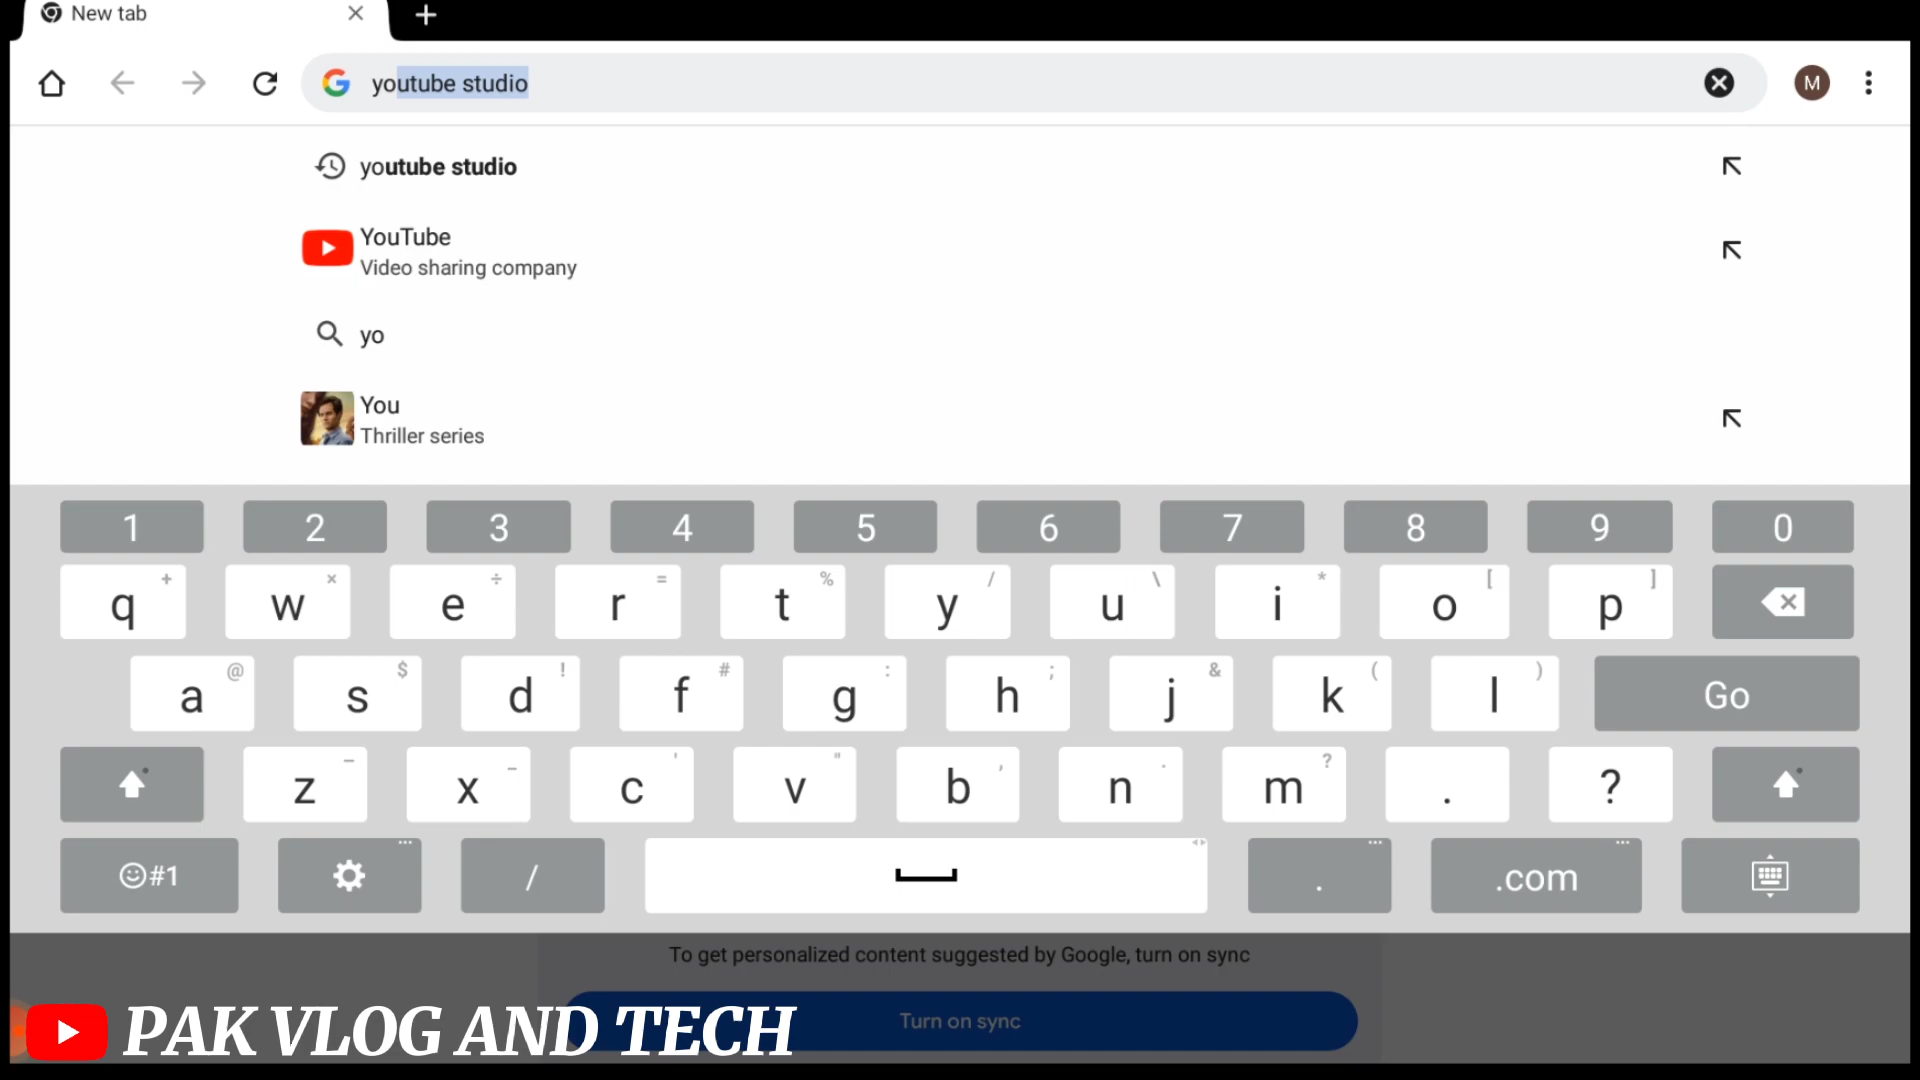 New tab
youtube studio
M
youtube studio
YouTube
Video sharing company
yo
You
Thriller series
1 2 3 4 5 6 7 8 9 0
q + w × e ÷ r = t % y / u \ i * o [ p ]
a @ s $ d ! f # g : h ; j & k ( l ) Go
z – x _ c ' v " b , n . m ? . ?
#1 / . .com
To get personalized content suggested by Google, turn on sync
Turn on sync
PAK VLOG AND TECH